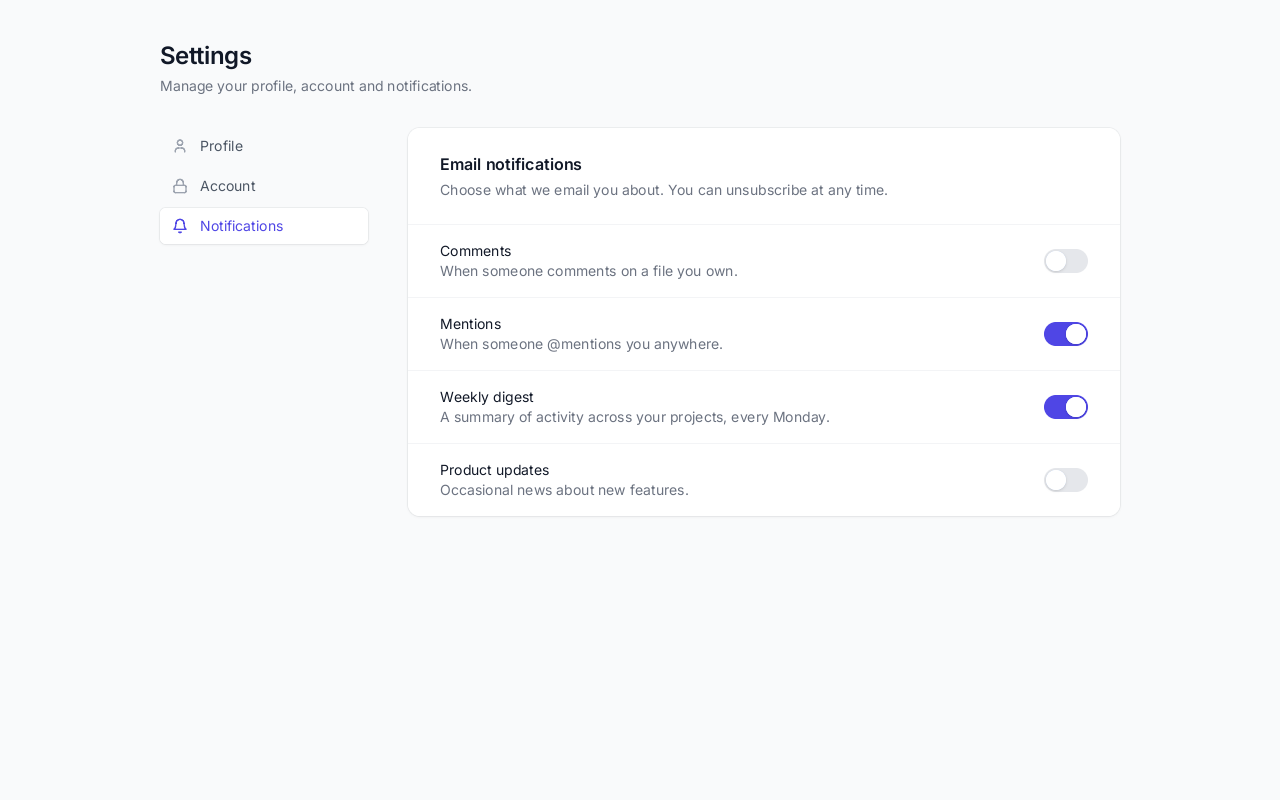 Settings
Manage your profile, account and notifications.
Profile
Account
Notifications
Email notifications
Choose what we email you about. You can unsubscribe at any time.
Comments
When someone comments on a file you own.
Mentions
When someone @mentions you anywhere.
Weekly digest
A summary of activity across your projects, every Monday.
Product updates
Occasional news about new features.